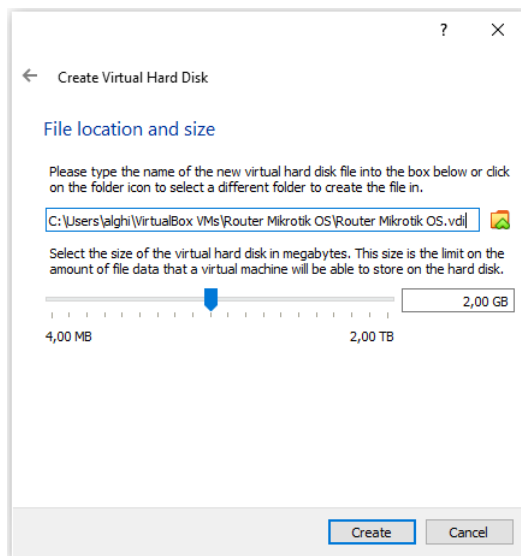 ?
Create Virtual Hard Disk
File location and size
Please type the name of the new virtual hard disk file into the box below or click
on the folder icon to select a different folder to create the file in.
C:\Users\alghi\VirtualBox VMs\Router Mikrotik OS\Router Mikrotik OS.vdi
Select the size of the virtual hard disk in megabytes. This size is the limit on the
amount of file data that a virtual machine will be able to store on the hard disk.
2,00 GB
4,00 MB 2,00 TB
Create Cancel